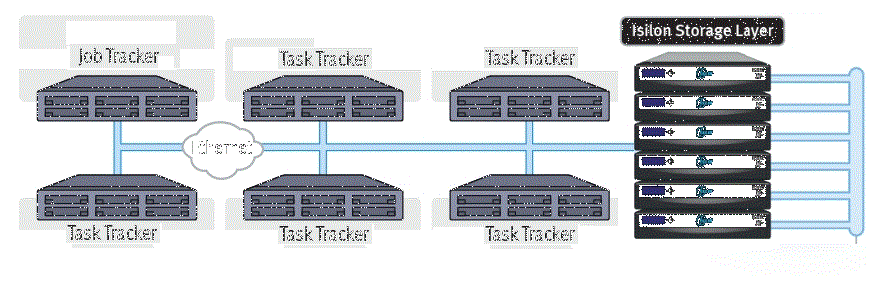 Isilon Storage Layer
Job Tracker
Task Tracker
Task Tracker
Ethernet
Task Tracker
Task Tracker
Task Tracker